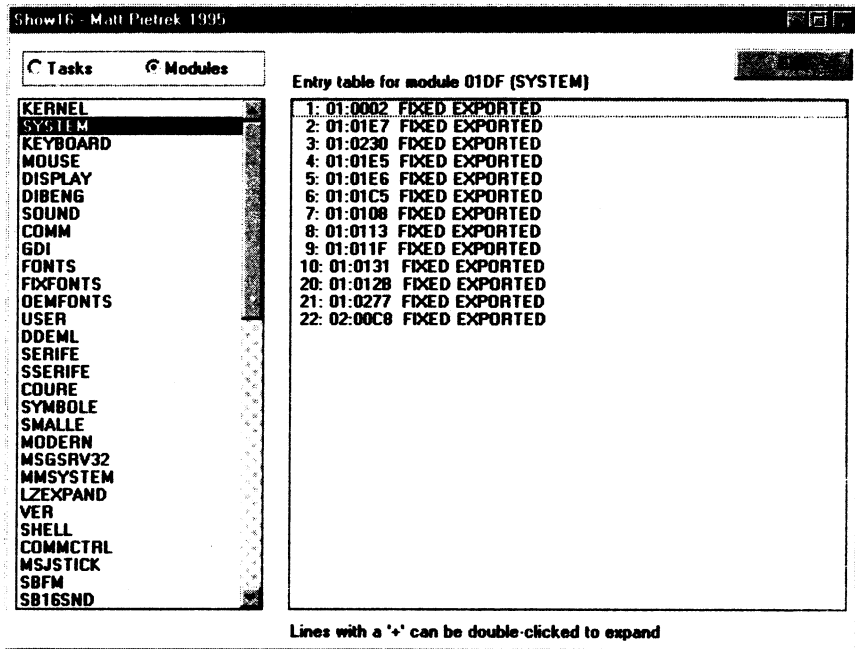 Show16 - Matt Pietrek 1995
Tasks
Modules
Entry table for module 01DF (SYSTEM)
KERNEL
SYSTEM
KEYBOARD
MOUSE
DISPLAY
DIBENG
SOUND
COMM
GDI
FONTS
FIXFONTS
OEMFONTS
USER
DDEML
SERIFE
SSERIFE
COURE
SYMBOLE
SMALLE
MODERN
MSGSRV32
MMSYSTEM
LZEXPAND
VER
SHELL
COMMCTRL
MSJSTICK
SBFM
SB16SND
1: 01:0002 FIXED EXPORTED
2: 01:01E7 FIXED EXPORTED
3: 01:0230 FIXED EXPORTED
4: 01:01E5 FIXED EXPORTED
5: 01:01E6 FIXED EXPORTED
6: 01:01C5 FIXED EXPORTED
7: 01:0108 FIXED EXPORTED
8: 01:0113 FIXED EXPORTED
9: 01:011F FIXED EXPORTED
10: 01:0131 FIXED EXPORTED
20: 01:012B FIXED EXPORTED
21: 01:0277 FIXED EXPORTED
22: 02:00C8 FIXED EXPORTED
Lines with a '+' can be double-clicked to expand